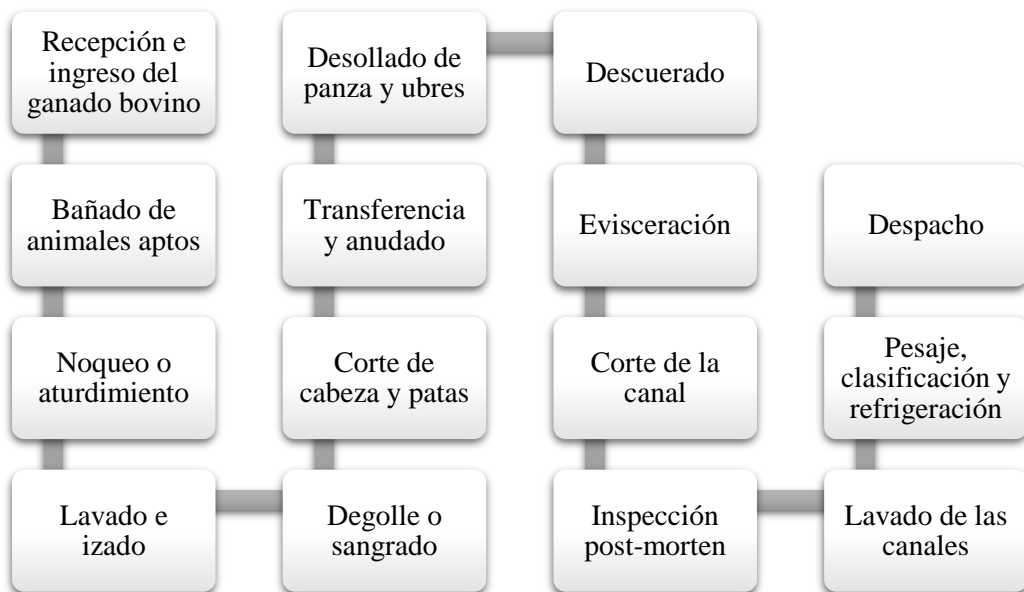 Recepción e
ingreso del
ganado bovino
Bañado de
animales aptos
Noqueo o
aturdimiento
Lavado e
izado
Degolle o
sangrado
Corte de
cabeza y patas
Transferencia
y anudado
Desollado de
panza y ubres
Descuerado
Evisceración
Corte de la
canal
Inspección
post-morten
Lavado de las
canales
Pesaje,
clasificación y
refrigeración
Despacho